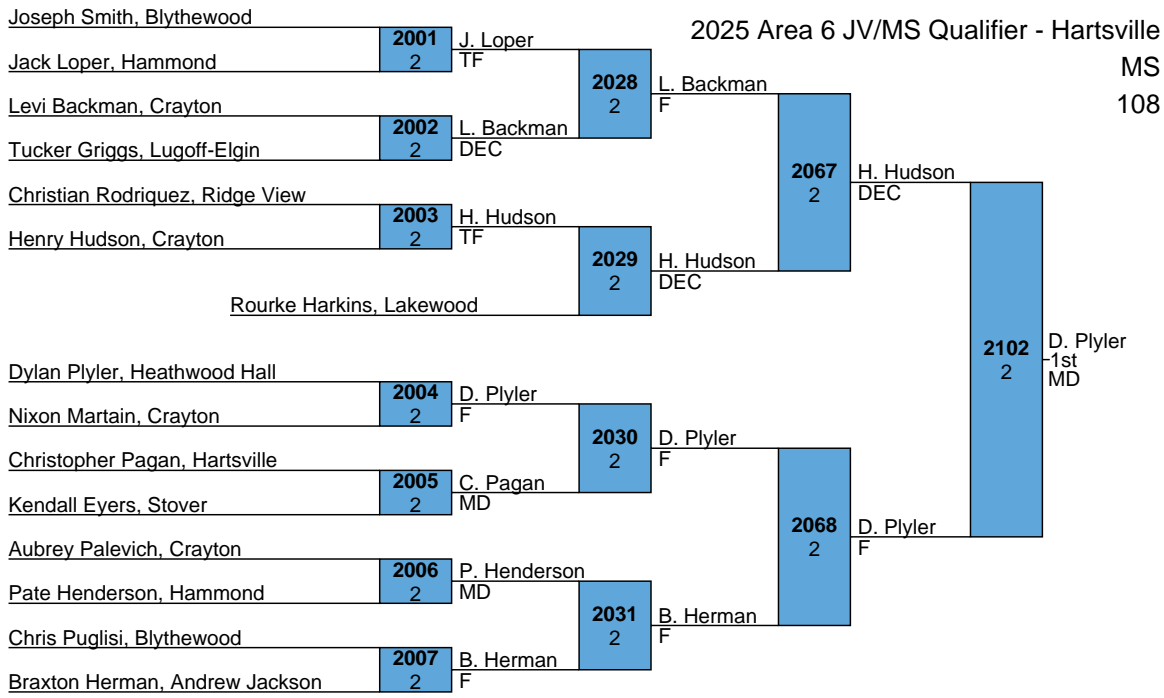 2025 Area 6 JV/MS Qualifier - Hartsville
MS
108
Joseph Smith, Blythewood
Jack Loper, Hammond
Levi Backman, Crayton
Tucker Griggs, Lugoff-Elgin
Christian Rodriquez, Ridge View
Henry Hudson, Crayton
Rourke Harkins, Lakewood
Dylan Plyler, Heathwood Hall
Nixon Martain, Crayton
Christopher Pagan, Hartsville
Kendall Eyers, Stover
Aubrey Palevich, Crayton
Pate Henderson, Hammond
Chris Puglisi, Blythewood
Braxton Herman, Andrew Jackson
2001
2
J. Loper
TF
2002
2
L. Backman
DEC
2003
2
H. Hudson
TF
2004
2
D. Plyler
F
2005
2
C. Pagan
MD
2006
2
P. Henderson
MD
2007
2
B. Herman
F
2028
2
L. Backman
F
2029
2
H. Hudson
DEC
2030
2
D. Plyler
F
2031
2
B. Herman
F
2067
2
H. Hudson
DEC
2068
2
D. Plyler
F
2102
2
D. Plyler
1st
MD